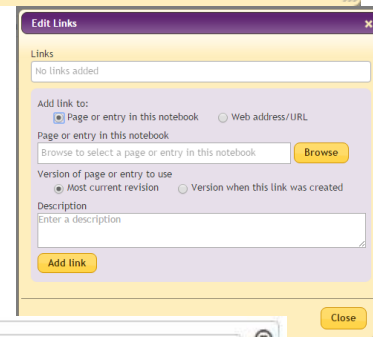 Edit Links
Links
No links added
Add link to:
Page or entry in this notebook Web address/URL
Page or entry in this notebook
Browse to select a page or entry in this notebook Browse
Version of page or entry to use
Most current revision Version when this link was created
Description
Enter a description
Add link
Close